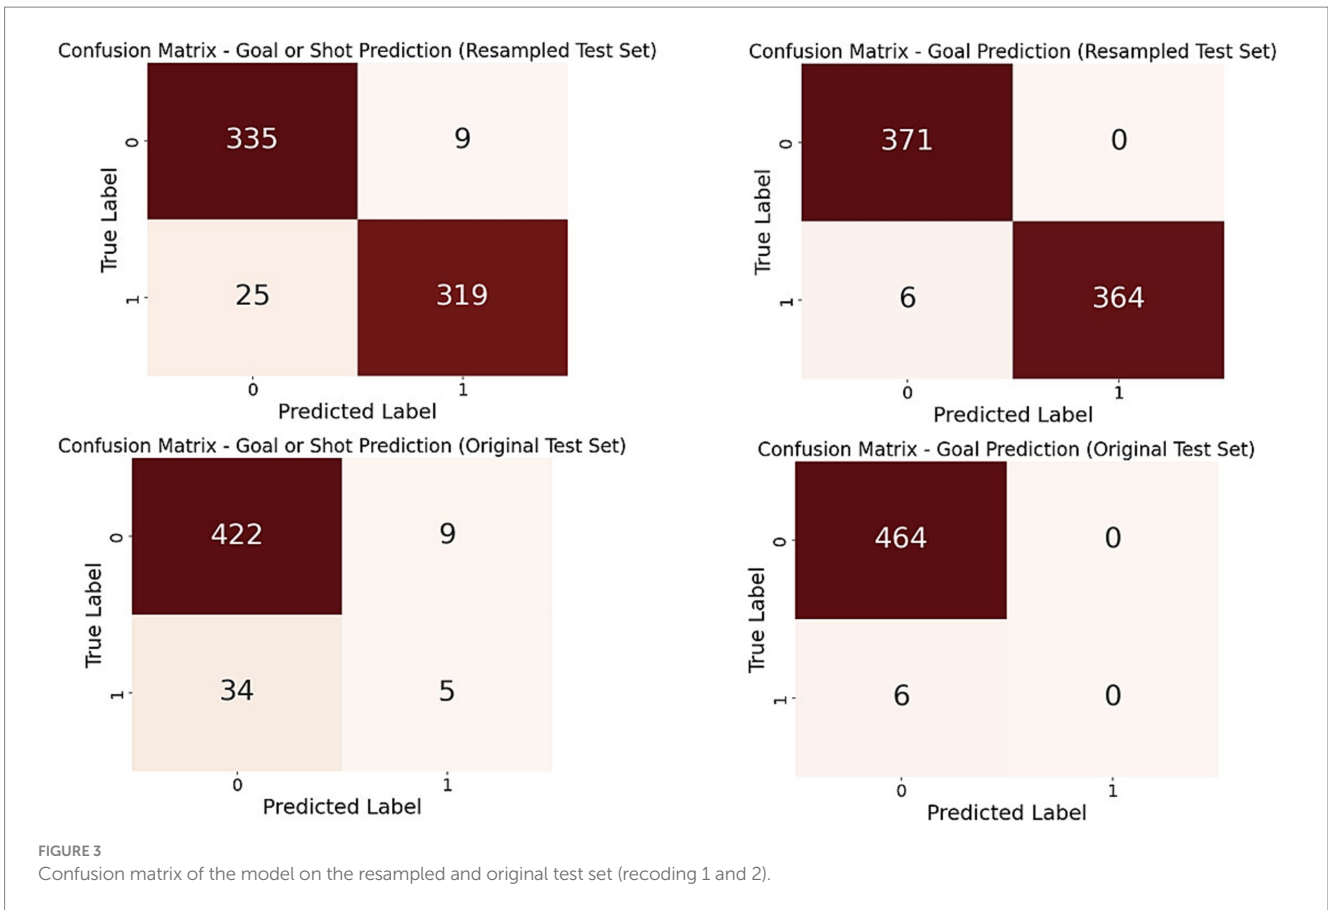 Confusion Matrix - Goal or Shot Prediction (Resampled Test Set)
0
335
9
True Label
1
25
319
0
1
Predicted Label
Confusion Matrix - Goal Prediction (Resampled Test Set)
0
371
0
True Label
1
6
364
0
1
Predicted Label
Confusion Matrix - Goal or Shot Prediction (Original Test Set)
0
422
9
True Label
1
34
5
0
1
Predicted Label
Confusion Matrix - Goal Prediction (Original Test Set)
0
464
0
True Label
1
6
0
0
1
Predicted Label
FIGURE 3
Confusion matrix of the model on the resampled and original test set (recoding 1 and 2).